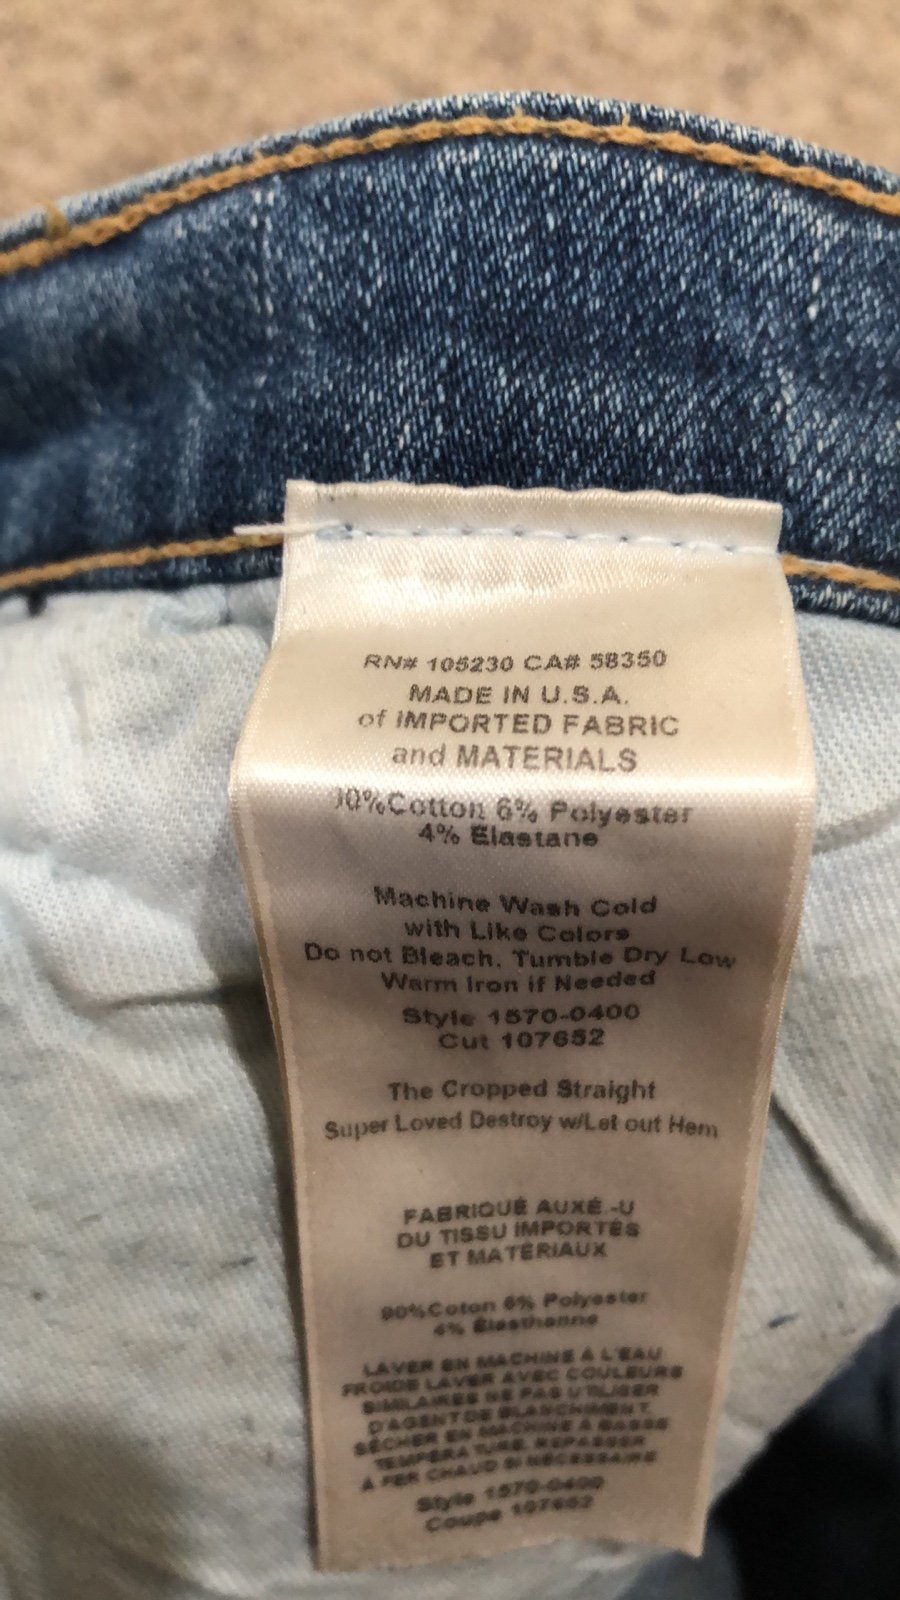 RN# 105230 CA# 58350
MADE IN U.S.A.
of IMPORTED FABRIC
and MATERIALS
90%Cotton 6% Polyester
4% Elastane
Machine Wash Cold
with Like Colors
Do not Bleach. Tumble Dry Low
Warm Iron if Needed
Style 1570-0400
Cut 107652
The Cropped Straight
Super Loved Destroy w/Let out Hem
FABRIQUÉ AUXÉ.-U
DU TISSU IMPORTÉS
ET MATÉRIAUX
90%Coton 6% Polyester
4% Élasthanne
LAVER EN MACHINE À L'EAU
FROIDE LAVER AVEC COULEURS
SIMILAIRES NE PAS UTILISER
D'AGENT DE BLANCHIMENT.
SÉCHER EN MACHINE À BASSE
TEMPÉRATURE. REPASSER
À FER CHAUD SI NÉCESSAIRE
Style 1570-0400
Coupe 107652